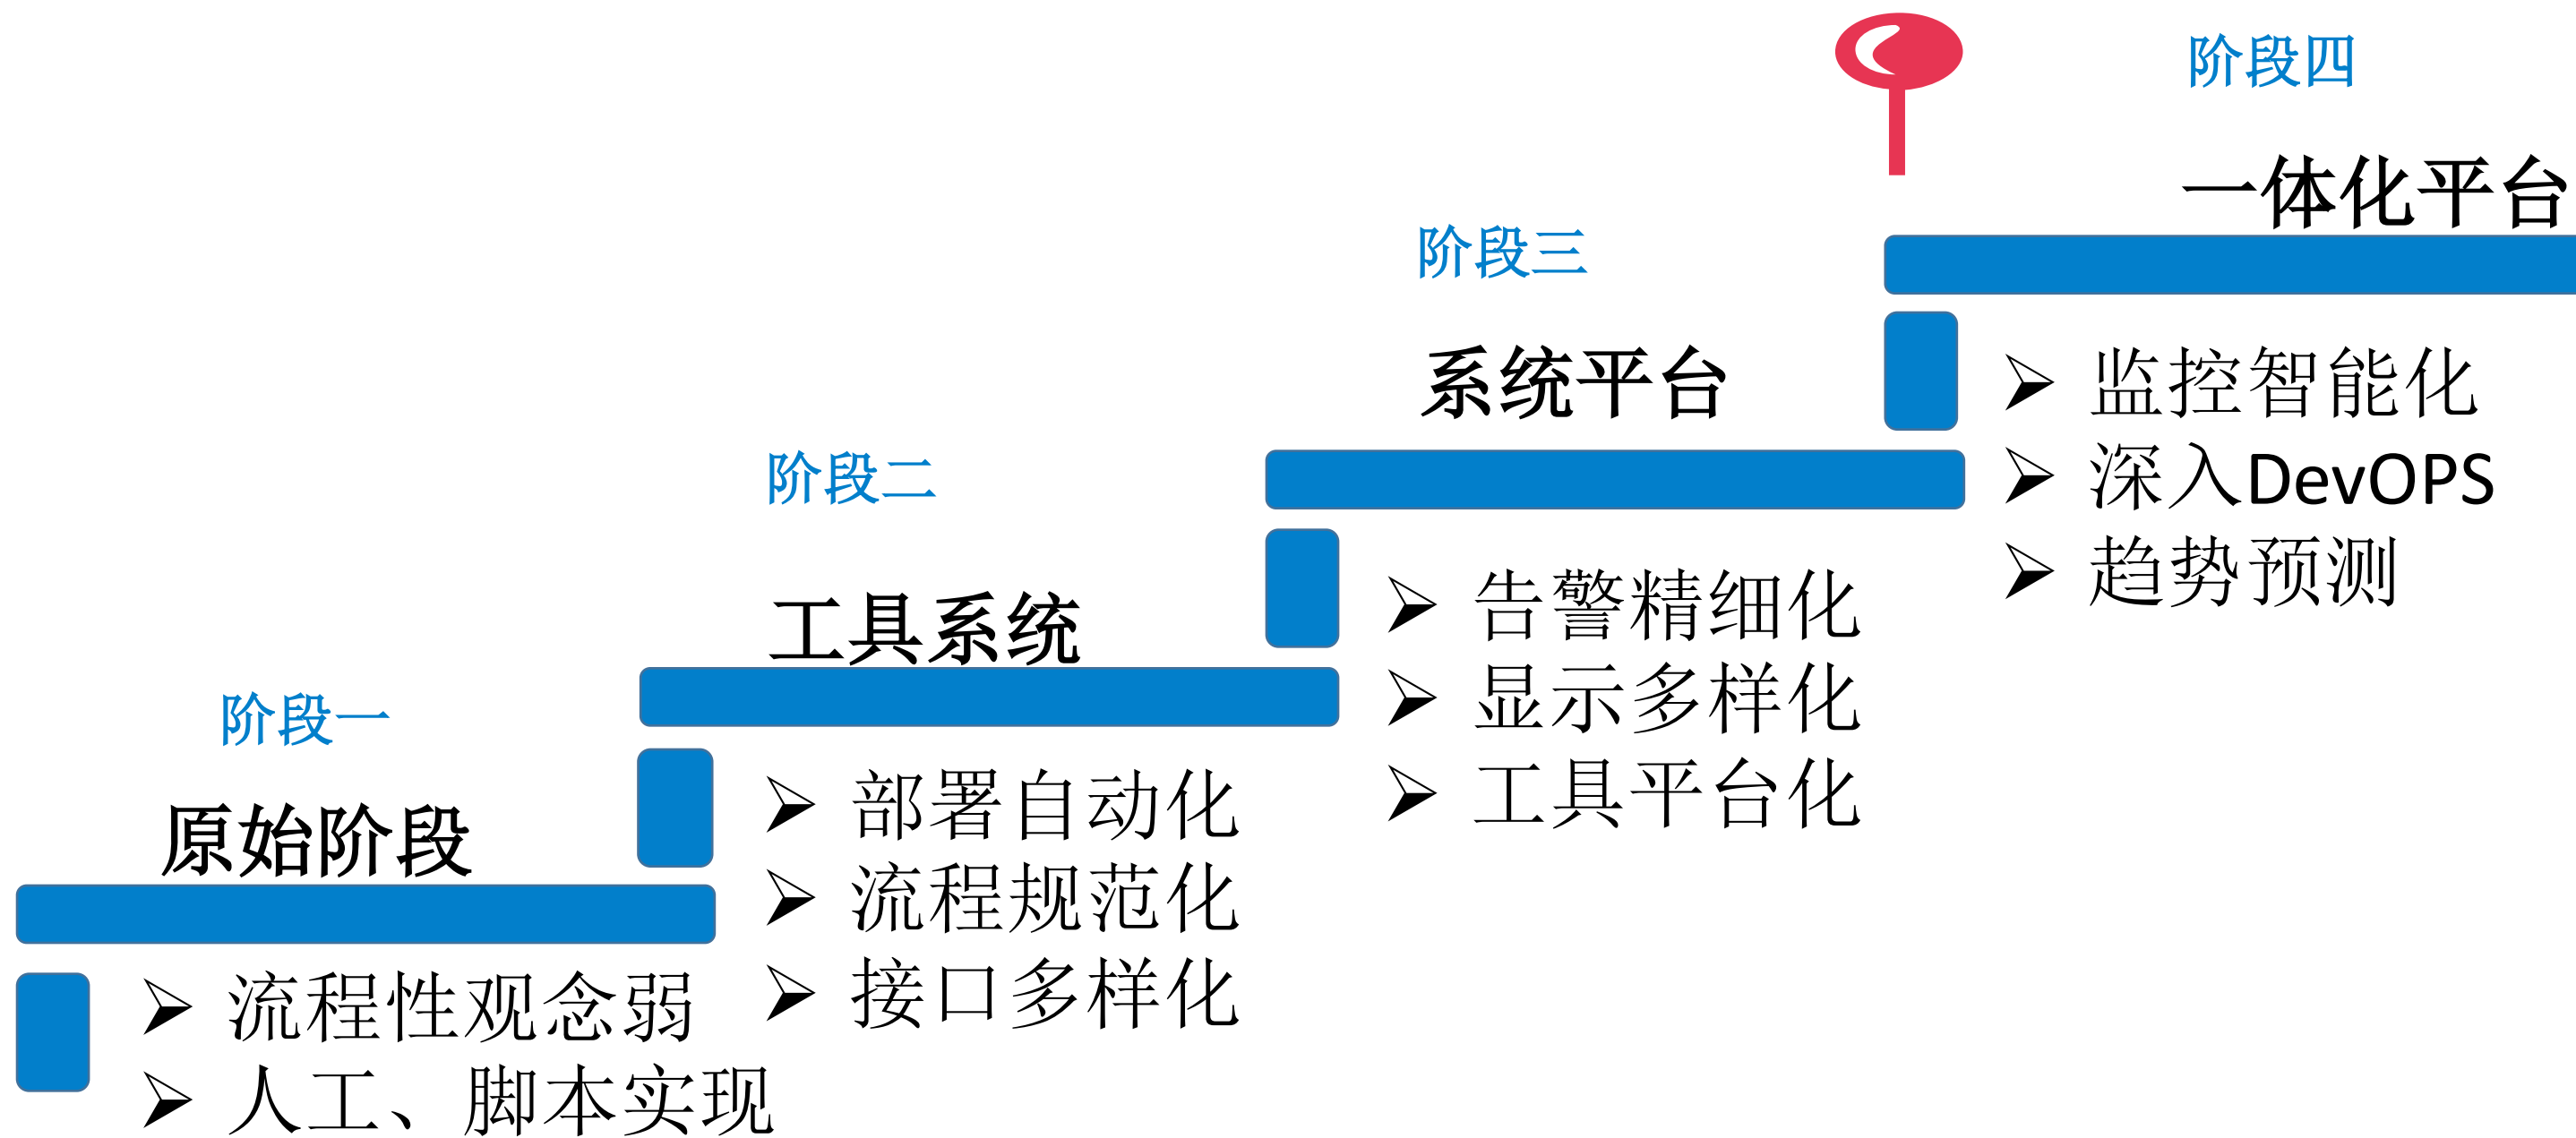 阶段一
原始阶段
流程性观念弱
人工、脚本实现
阶段二
工具系统
部署自动化
流程规范化
接口多样化
阶段三
系统平台
告警精细化
显示多样化
工具平台化
阶段四
一体化平台
监控智能化
深入DevOPS
趋势预测